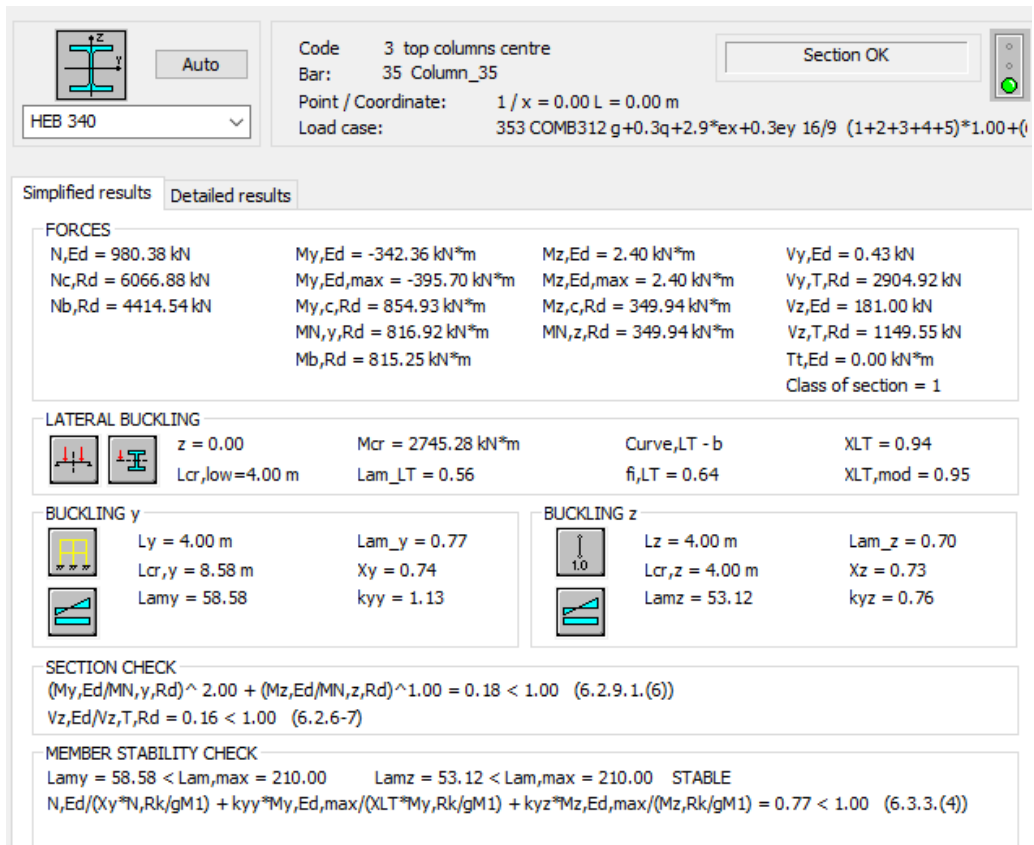 z
y
Auto
HEB 340
Code 3 top columns centre
Bar: 35 Column_35
Point / Coordinate: 1 / x = 0.00 L = 0.00 m
Load case: 353 COMB312 g+0.3q+2.9*ex+0.3ey 16/9 (1+2+3+4+5)*1.00+(
Section OK
Simplified results
Detailed results
FORCES
N,Ed = 980.38 kN My,Ed = -342.36 kN*m Mz,Ed = 2.40 kN*m Vy,Ed = 0.43 kN
Nc,Rd = 6066.88 kN My,Ed,max = -395.70 kN*m Mz,Ed,max = 2.40 kN*m Vy,T,Rd = 2904.92 kN
Nb,Rd = 4414.54 kN My,c,Rd = 854.93 kN*m Mz,c,Rd = 349.94 kN*m Vz,Ed = 181.00 kN
MN,y,Rd = 816.92 kN*m MN,z,Rd = 349.94 kN*m Vz,T,Rd = 1149.55 kN
Mb,Rd = 815.25 kN*m Tt,Ed = 0.00 kN*m
Class of section = 1
LATERAL BUCKLING
z = 0.00 Mcr = 2745.28 kN*m Curve,LT - b XLT = 0.94
Lcr,low=4.00 m Lam_LT = 0.56 fi,LT = 0.64 XLT,mod = 0.95
BUCKLING y
Ly = 4.00 m Lam_y = 0.77
Lcr,y = 8.58 m Xy = 0.74
Lamy = 58.58 kyy = 1.13
BUCKLING z
1.0
Lz = 4.00 m Lam_z = 0.70
Lcr,z = 4.00 m Xz = 0.73
Lamz = 53.12 kyz = 0.76
SECTION CHECK
(My,Ed/MN,y,Rd)^ 2.00 + (Mz,Ed/MN,z,Rd)^1.00 = 0.18 < 1.00 (6.2.9.1.(6))
Vz,Ed/Vz,T,Rd = 0.16 < 1.00 (6.2.6-7)
MEMBER STABILITY CHECK
Lamy = 58.58 < Lam,max = 210.00 Lamz = 53.12 < Lam,max = 210.00 STABLE
N,Ed/(Xy*N,Rk/gM1) + kyy*My,Ed,max/(XLT*My,Rk/gM1) + kyz*Mz,Ed,max/(Mz,Rk/gM1) = 0.77 < 1.00 (6.3.3.(4))